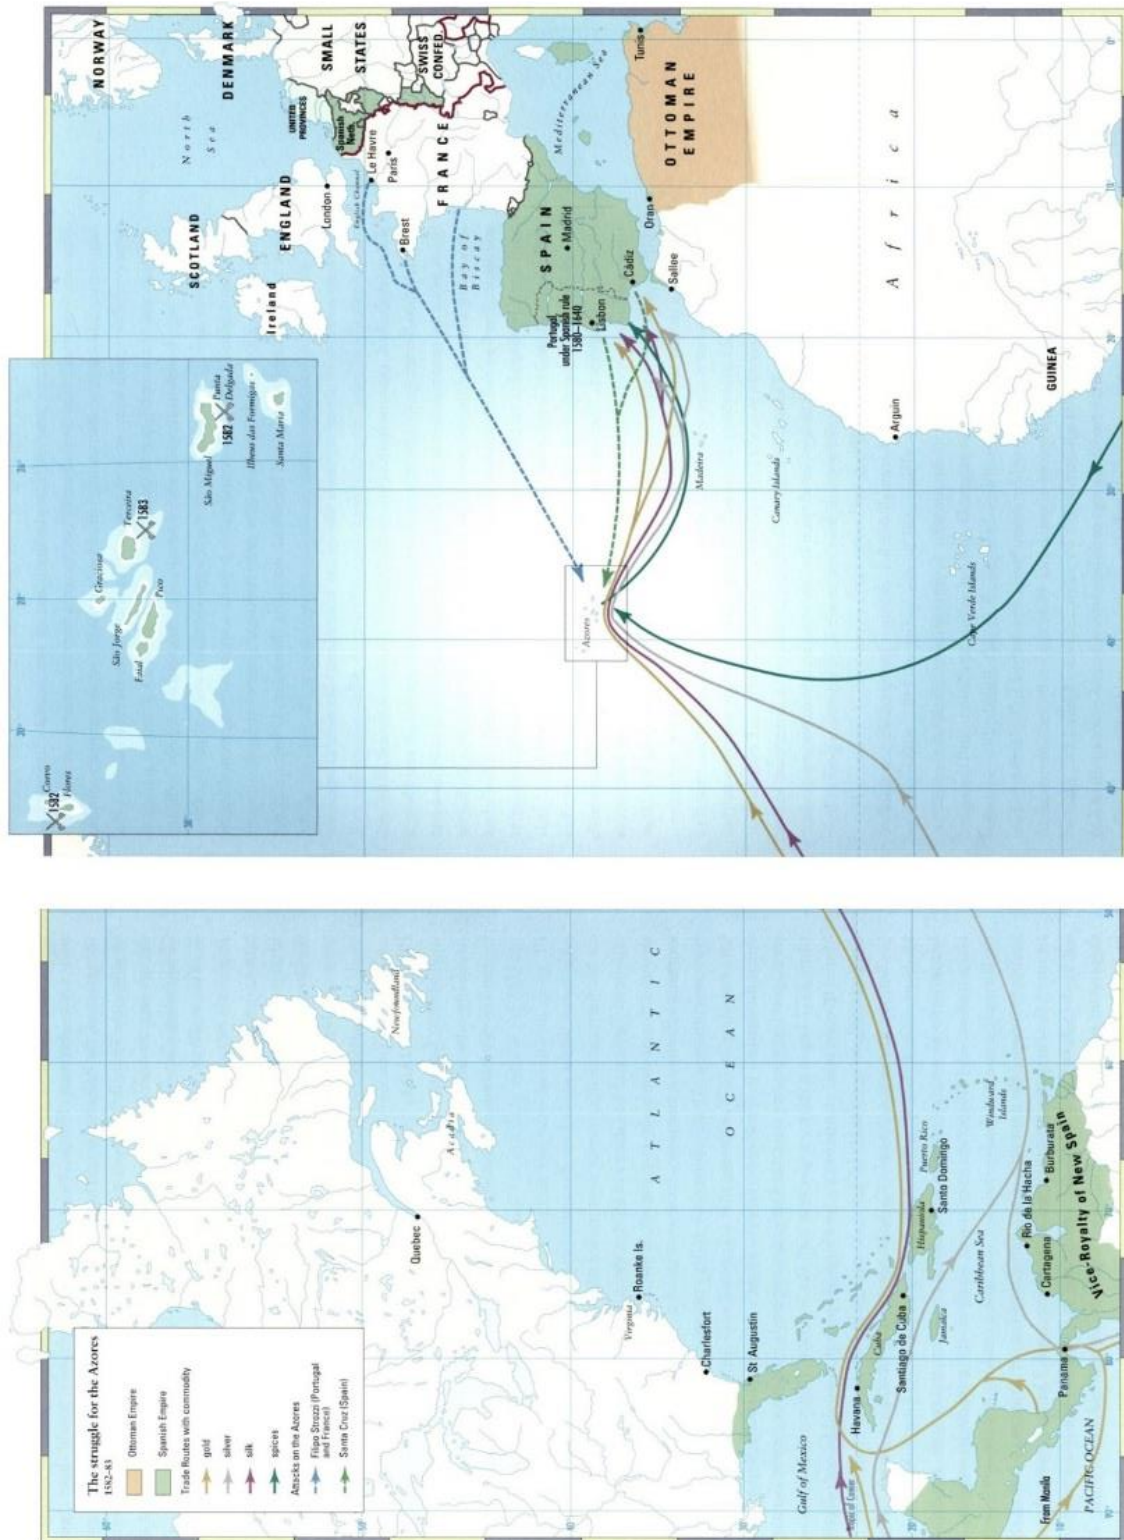 The struggle for the Azores
1582–83
Ottoman Empire
Spanish Empire
Trade Routes with commodity
gold
silver
silk
spices
Attacks on the Azores
Filipo Strozzi (Portugal
and France)
Santa Cruz (Spain)
Quebec
Newfoundland
Acadia
Virginia
Roanke Is.
Charlesfort
St Augustin
A T L A N T I C
O C E A N
Gulf of Mexico
Tropic of Cancer
Havana
Cuba
Santiago de Cuba
Jamaica
Hispaniola
Santo Domingo
Puerto Rico
Windward
Islands
Caribbean Sea
Rio de la Hacha
Cartagena
Burburata
Vice-Royalty of New Spain
Panama
From Manila
PACIFIC OCEAN
Corvo
1582
Flores
Graciosa
São Jorge
Faial
Pico
Terceira
1583
São Miguel
1582
Punta
Delgada
Ilheus das Formigas
Santa Maria
NORWAY
DENMARK
North
Sea
SCOTLAND
ENGLAND
Ireland
London
English Channel
UNITED
PROVINCES
Spanish
Neth.
SMALL
STATES
SWISS
CONFED.
Le Havre
Paris
Brest
FRANCE
Bay of
Biscay
SPAIN
Madrid
Portugal
under Spanish rule
1580–1640
Lisbon
Cádiz
Mediterranean Sea
Tunis
OTTOMAN
EMPIRE
Oran
Sallee
Azores
Madeira
Canary Islands
Arguin
Africa
GUINEA
Cape Verde Islands